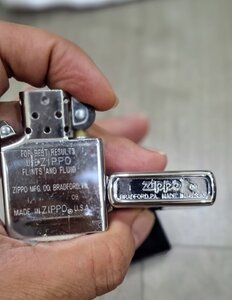 FOR BEST RESULTS
USE ZIPPO
FLINTS AND FLUID
ZIPPO MFG. CO. BRADFORD, PA.
MADE IN ZIPPO® U.S.A.
zippo
BRADFORD, PA. MADE IN